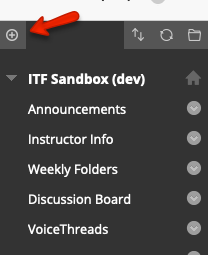 ITF Sandbox (dev)
Announcements
Instructor Info
Weekly Folders
Discussion Board
VoiceThreads